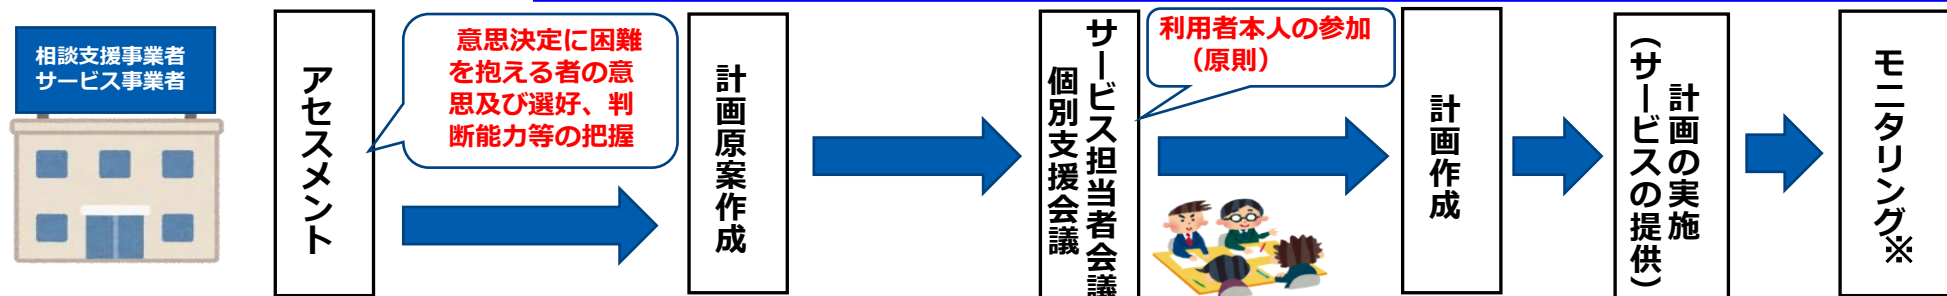 相談支援事業者
サービス事業者
アセスメント
意思決定に困難
を抱える者の意
思及び選好、判
断能力等の把握
計画原案作成
サービス担当者会議
個別支援会議
利用者本人の参加
（原則）
計画作成
計画の実施
（サービスの提供）
モニタリング※